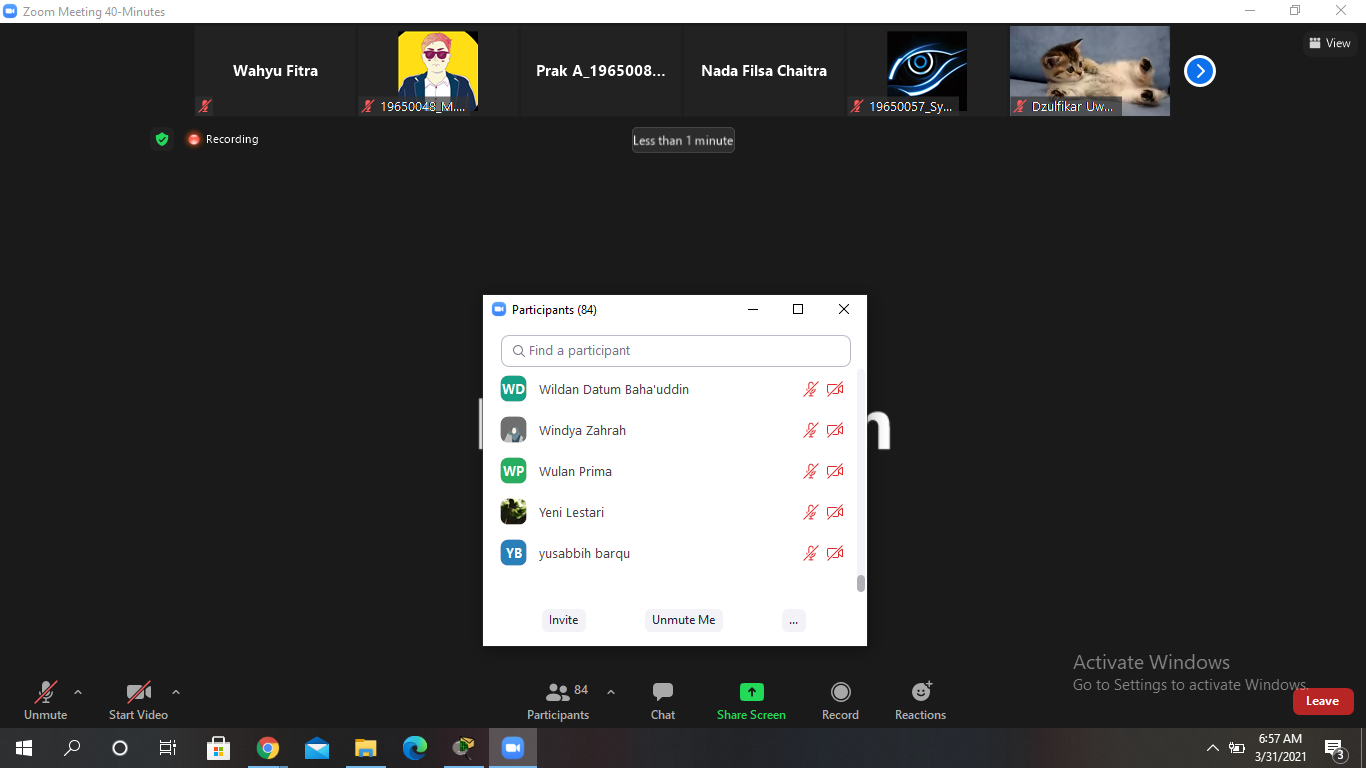 Zoom Meeting 40-Minutes
Wahyu Fitra
19650048_M....
Prak A_1965008...
Nada Filsa Chaitra
19650057_Sy...
Dzulfikar Uw...
View
Recording
Less than 1 minute
Participants (84)
Find a participant
WD Wildan Datum Baha'uddin
Windya Zahrah
WP Wulan Prima
Yeni Lestari
YB yusabbih barqu
Invite
Unmute Me
...
Activate Windows
Go to Settings to activate Windows.
Unmute
Start Video
84
Participants
Chat
Share Screen
Record
Reactions
Leave
6:57 AM
3/31/2021
3